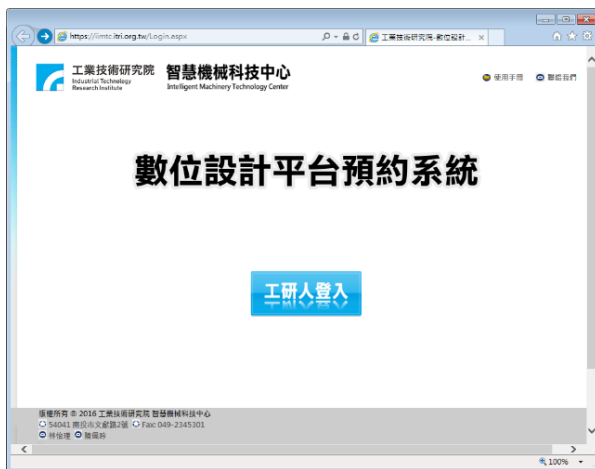 https://iimtc.itri.org.tw/Login.aspx
工業技術研究院-數位設計...
工業技術研究院
Industrial Technology
Research Institute
智慧機械科技中心
Intelligent Machinery Technology Center
使用手冊
聯絡我們
數位設計平台預約系統
工研人登入
版權所有 © 2016 工業技術研究院 智慧機械科技中心
54041 南投市文獻路2號 Fax: 049-2345301
100%